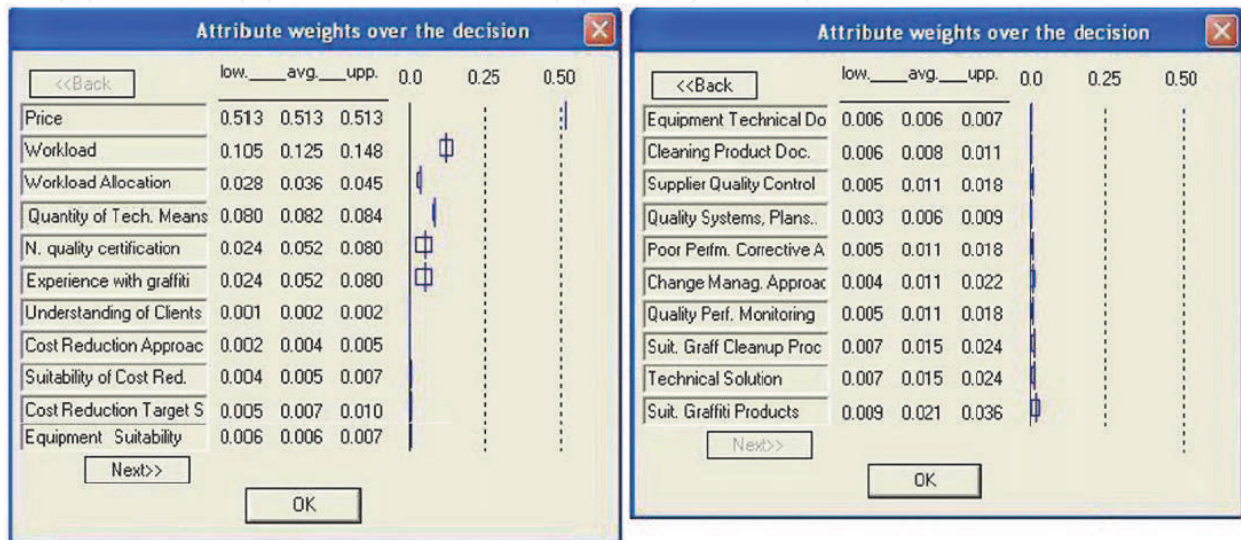 Attribute weights over the decision
<<Back low.____avg.____upp. 0.0 0.25 0.50
Price 0.513 0.513 0.513
Workload 0.105 0.125 0.148
Workload Allocation 0.028 0.036 0.045
Quantity of Tech. Means 0.080 0.082 0.084
N. quality certification 0.024 0.052 0.080
Experience with graffiti 0.024 0.052 0.080
Understanding of Clients 0.001 0.002 0.002
Cost Reduction Approac 0.002 0.004 0.005
Suitability of Cost Red. 0.004 0.005 0.007
Cost Reduction Target S 0.005 0.007 0.010
Equipment Suitability 0.006 0.006 0.007
Next>>
OK
Attribute weights over the decision
<<Back low.____avg.____upp. 0.0 0.25 0.50
Equipment Technical Do 0.006 0.006 0.007
Cleaning Product Doc. 0.006 0.008 0.011
Supplier Quality Control 0.005 0.011 0.018
Quality Systems, Plans.. 0.003 0.006 0.009
Poor Perfm. Corrective A 0.005 0.011 0.018
Change Manag. Approac 0.004 0.011 0.022
Quality Perf. Monitoring 0.005 0.011 0.018
Suit. Graff Cleanup Proc 0.007 0.015 0.024
Technical Solution 0.007 0.015 0.024
Suit. Graffiti Products 0.009 0.021 0.036
Next>>
OK